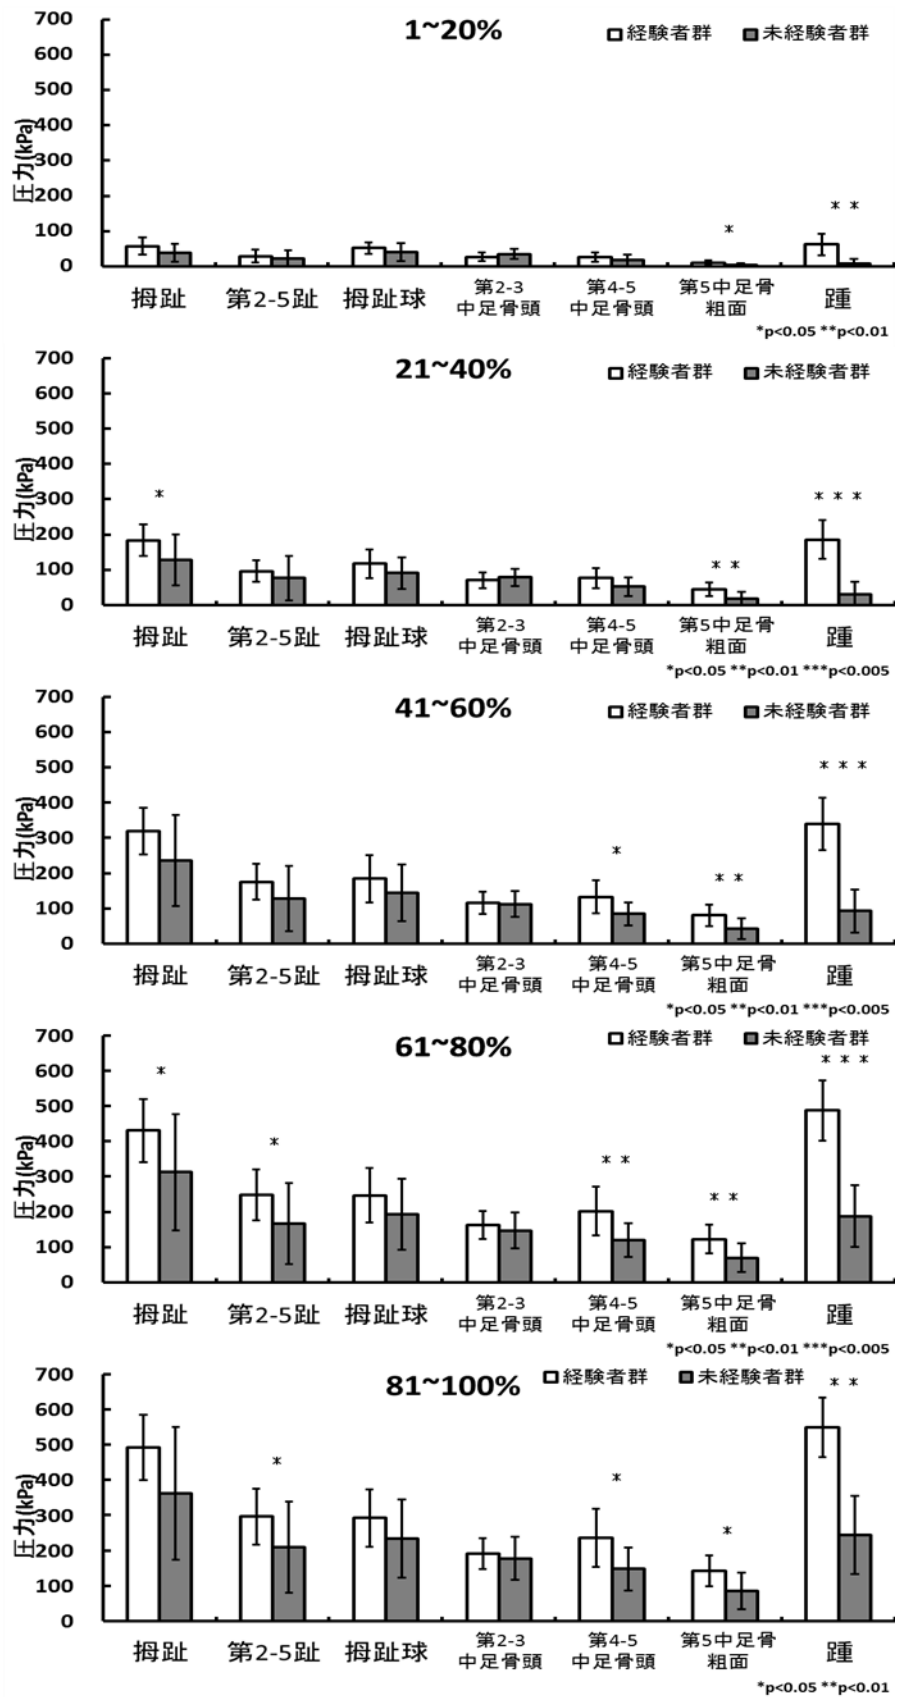 1~20%
経験者群 未経験者群
圧力(kPa)
700
600
500
400
300
200
100
0
拇趾 第2-5趾 拇趾球 第2-3中足骨頭 第4-5中足骨頭 第5中足骨粗面 踵
* **
*p<0.05 **p<0.01
21~40%
経験者群 未経験者群
圧力(kPa)
700
600
500
400
300
200
100
0
* ** ***
拇趾 第2-5趾 拇趾球 第2-3中足骨頭 第4-5中足骨頭 第5中足骨粗面 踵
*p<0.05 **p<0.01 ***p<0.005
41~60%
経験者群 未経験者群
圧力(kPa)
700
600
500
400
300
200
100
0
* ** ***
拇趾 第2-5趾 拇趾球 第2-3中足骨頭 第4-5中足骨頭 第5中足骨粗面 踵
*p<0.05 **p<0.01 ***p<0.005
61~80%
経験者群 未経験者群
圧力(kPa)
700
600
500
400
300
200
100
0
* * ** ** ***
拇趾 第2-5趾 拇趾球 第2-3中足骨頭 第4-5中足骨頭 第5中足骨粗面 踵
*p<0.05 **p<0.01 ***p<0.005
81~100%
経験者群 未経験者群
圧力(kPa)
700
600
500
400
300
200
100
0
* * * **
拇趾 第2-5趾 拇趾球 第2-3中足骨頭 第4-5中足骨頭 第5中足骨粗面 踵
*p<0.05 **p<0.01